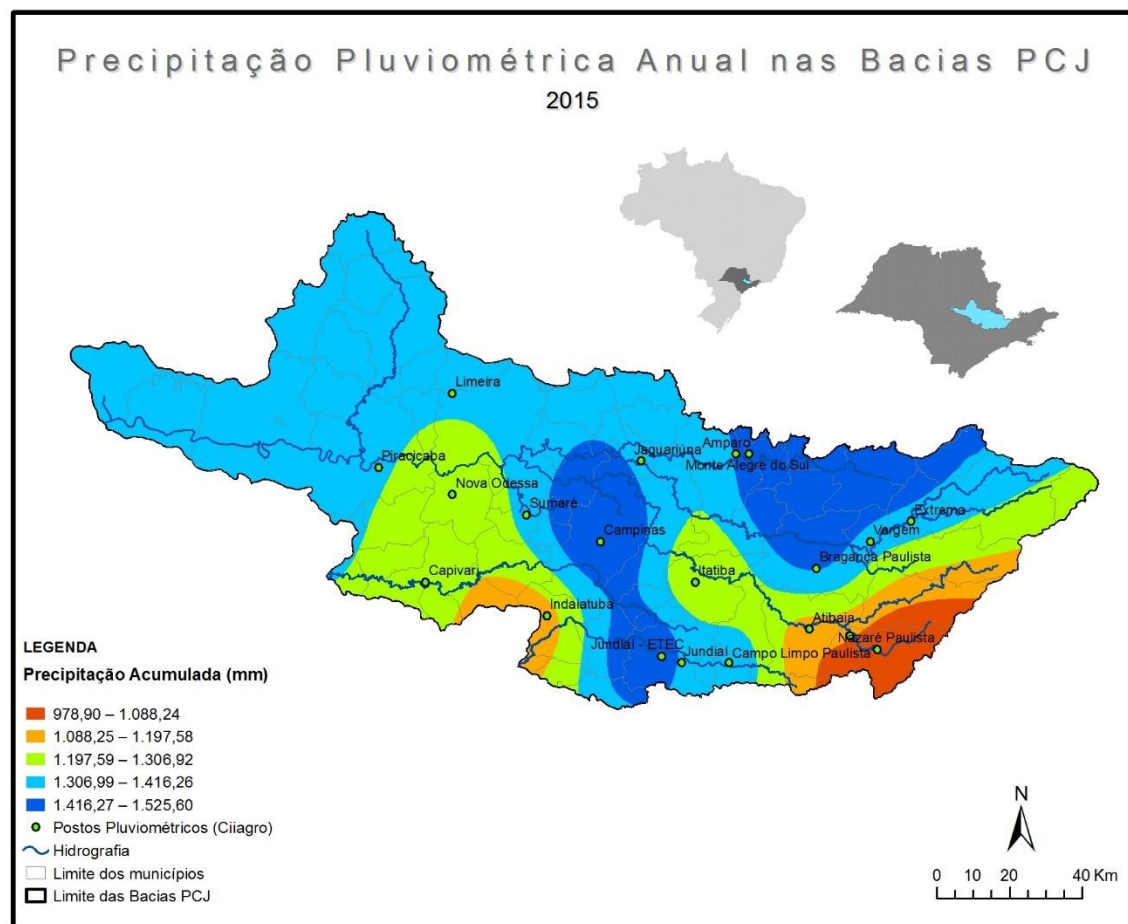 Precipitação Pluviométrica Anual nas Bacias PCJ
2015
Limeira
Piracicaba
Nova Odessa
Sumaré
Jaguariúna
Amparo
Monte Alegre do Sul
Campinas
Extrema
Vargem
Bragança Paulista
Capivari
Itatiba
Indaiatuba
Atibaia
Nazaré Paulista
Jundiaí - ETEC
Jundiaí
Campo Limpo Paulista
LEGENDA
Precipitação Acumulada (mm)
978,90 – 1.088,24
1.088,25 – 1.197,58
1.197,59 – 1.306,92
1.306,99 – 1.416,26
1.416,27 – 1.525,60
Postos Pluviométricos (Ciiagro)
Hidrografia
Limite dos municípios
Limite das Bacias PCJ
N
0 10 20 40 Km